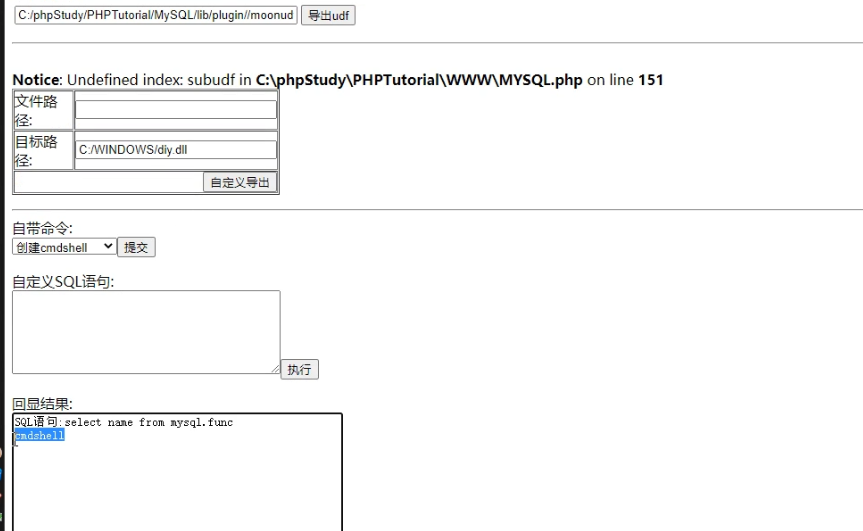 C:/phpStudy/PHPTutorial/MySQL/lib/plugin//moonud 导出udf
Notice: Undefined index: subudf in C:\phpStudy\PHPTutorial\WWW\MYSQL.php on line 151
文件路
径:
目标路
径:
C:/WINDOWS/diy.dll
自定义导出
自带命令:
创建cmdshell 提交
自定义SQL语句:
执行
回显结果:
SQL语句:select name from mysql.func
cmdshell